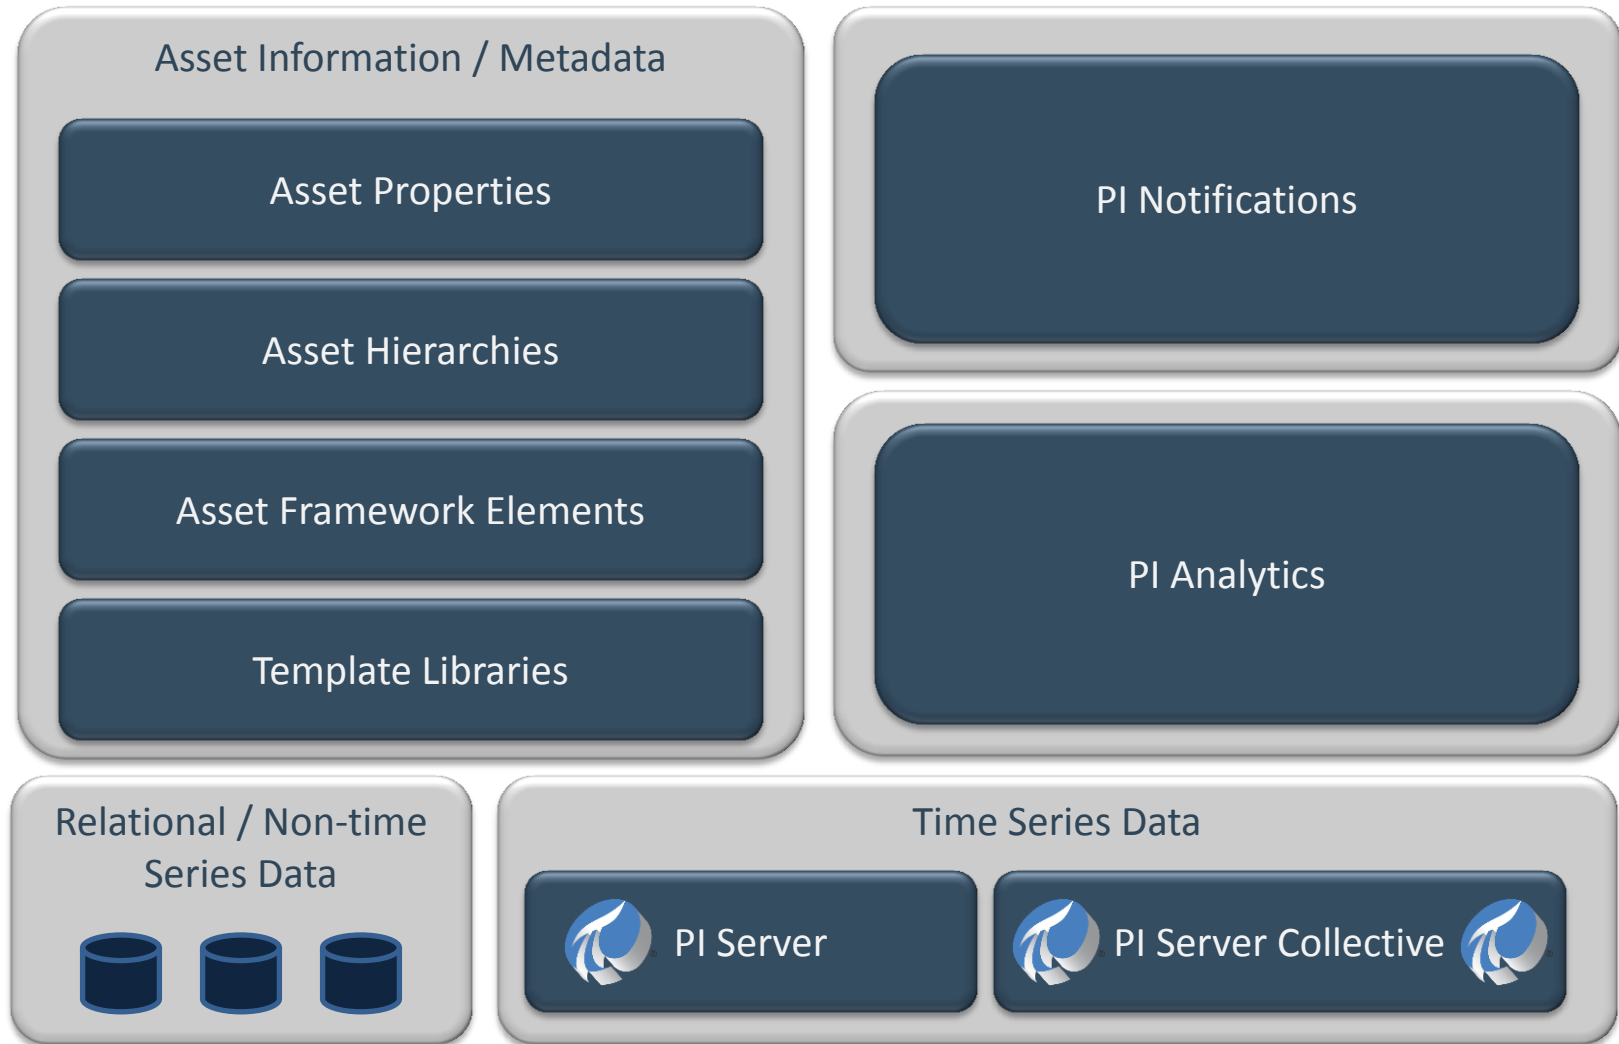 Asset Information / Metadata
Asset Properties
Asset Hierarchies
Asset Framework Elements
Template Libraries
PI Notifications
PI Analytics
Relational / Non-time
Series Data
Time Series Data
PI Server
PI Server Collective